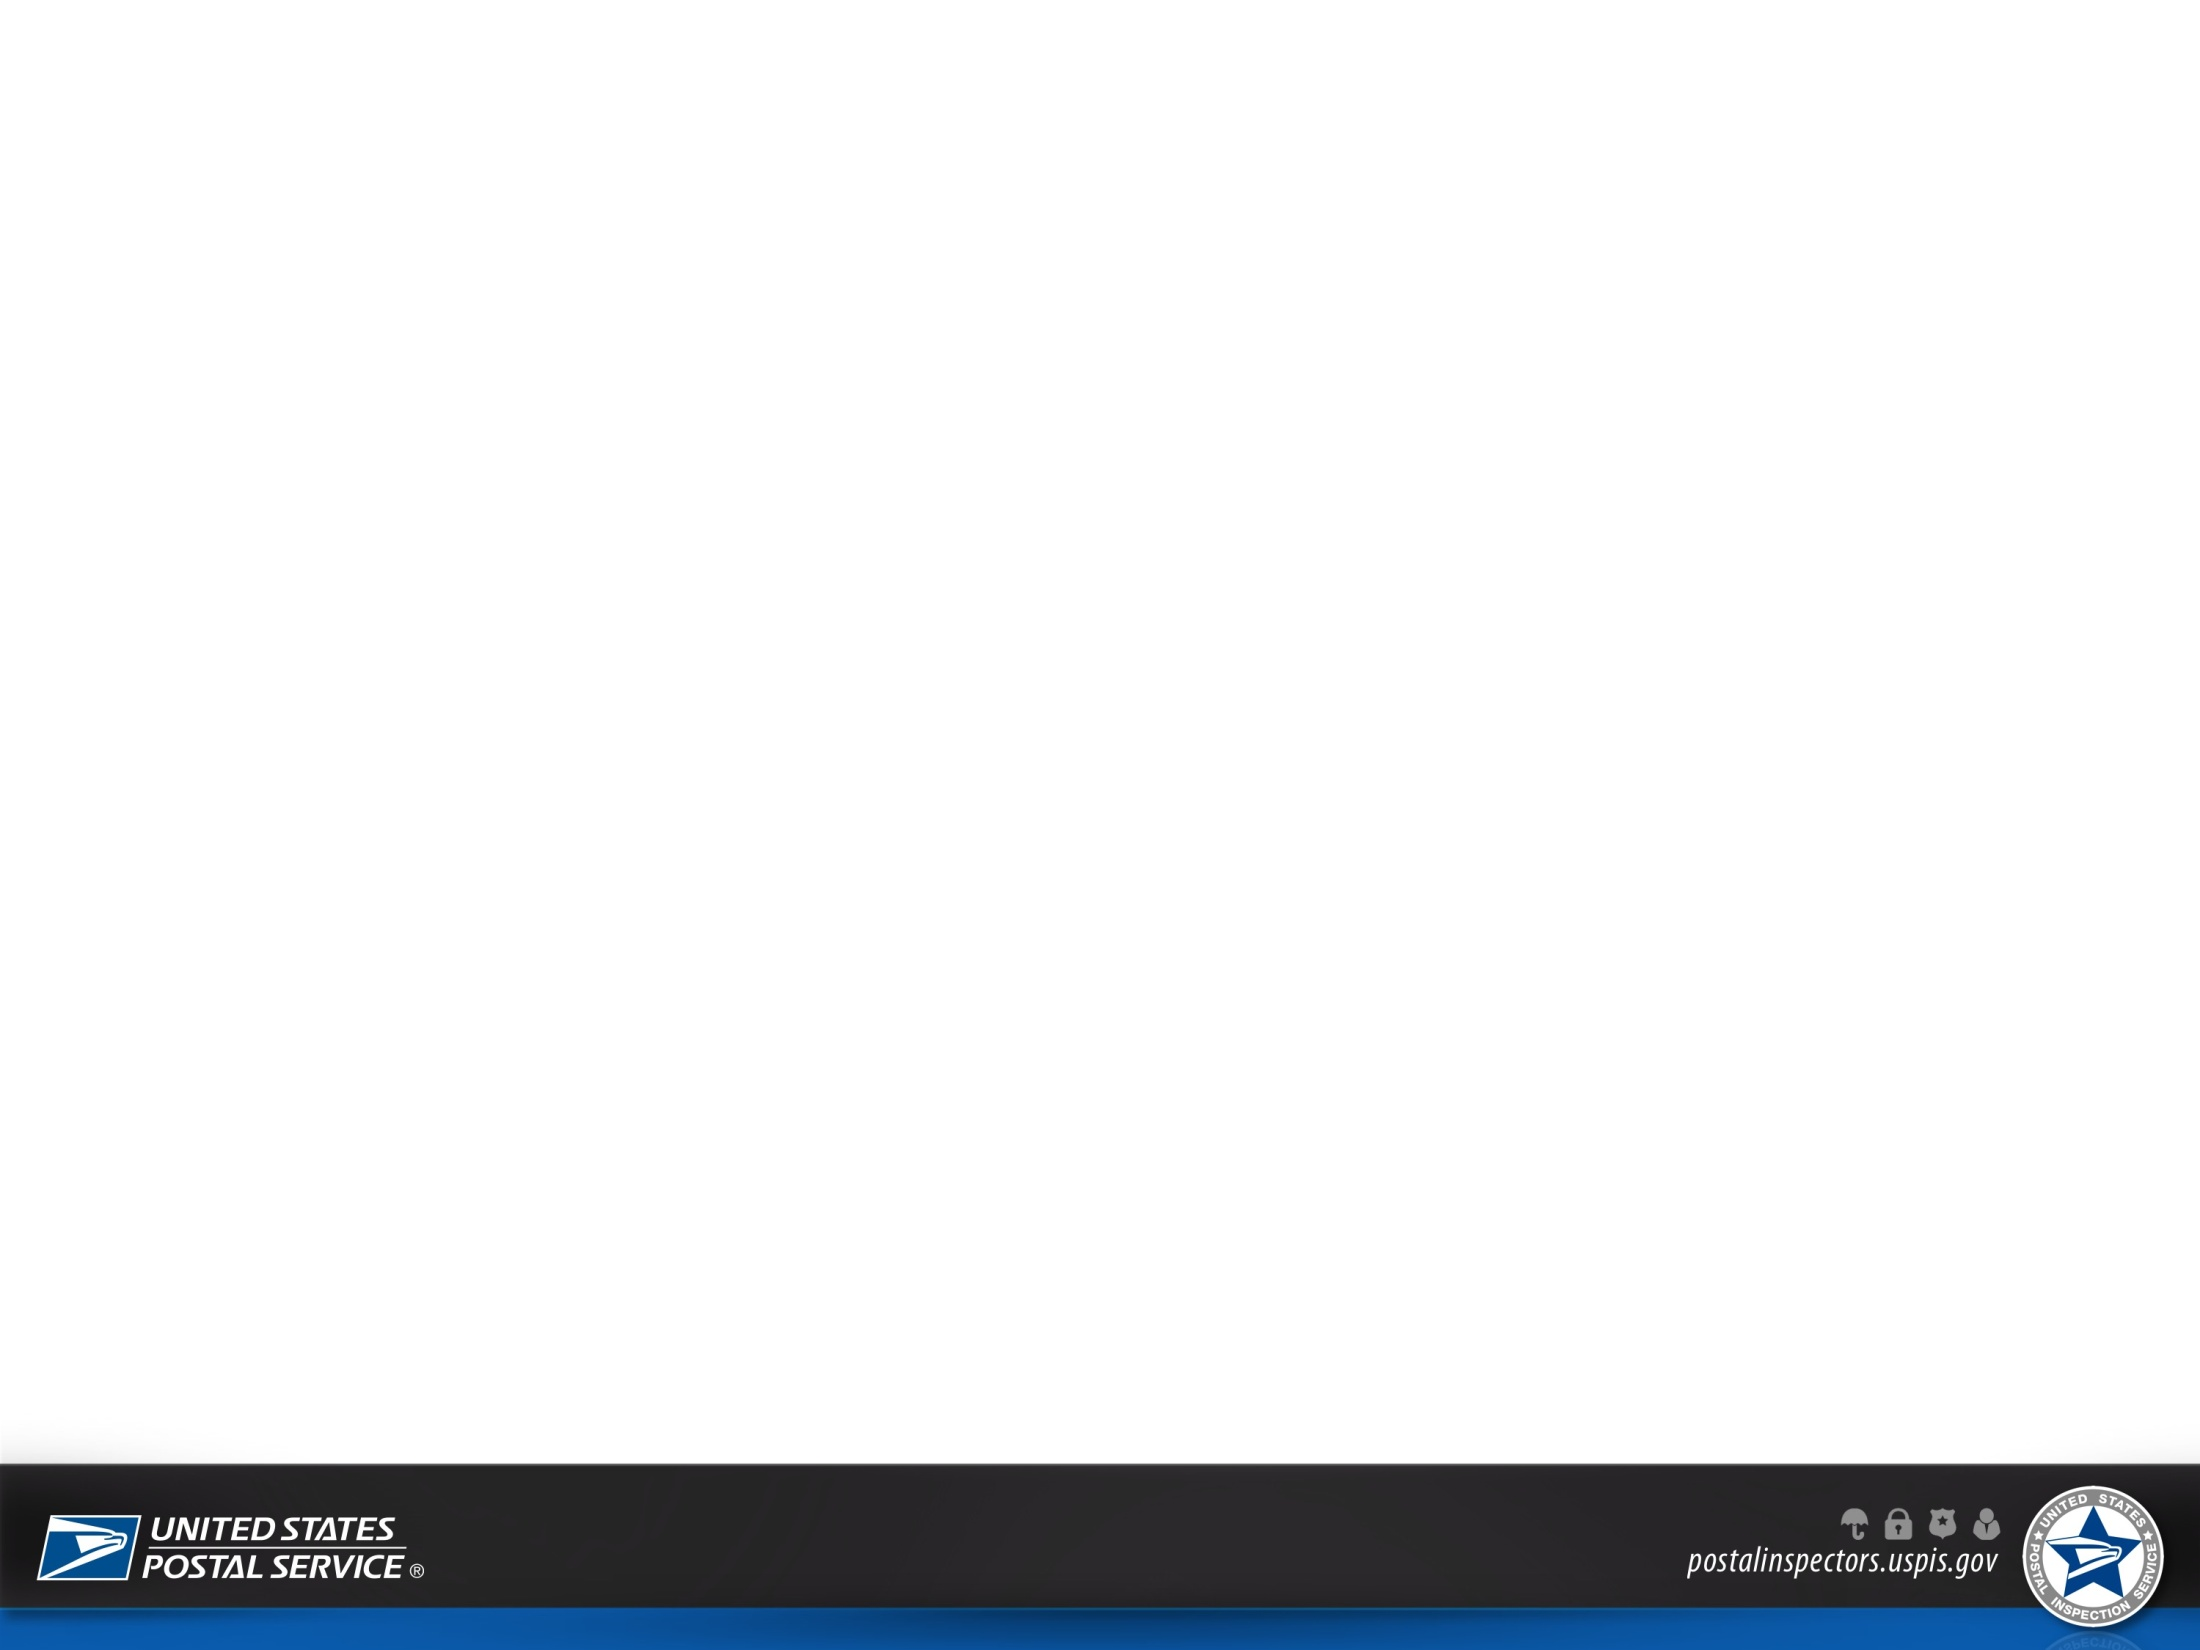 UNITED STATES
POSTAL SERVICE ®
postalinspectors.uspis.gov
UNITED STATES
POSTAL INSPECTION SERVICE